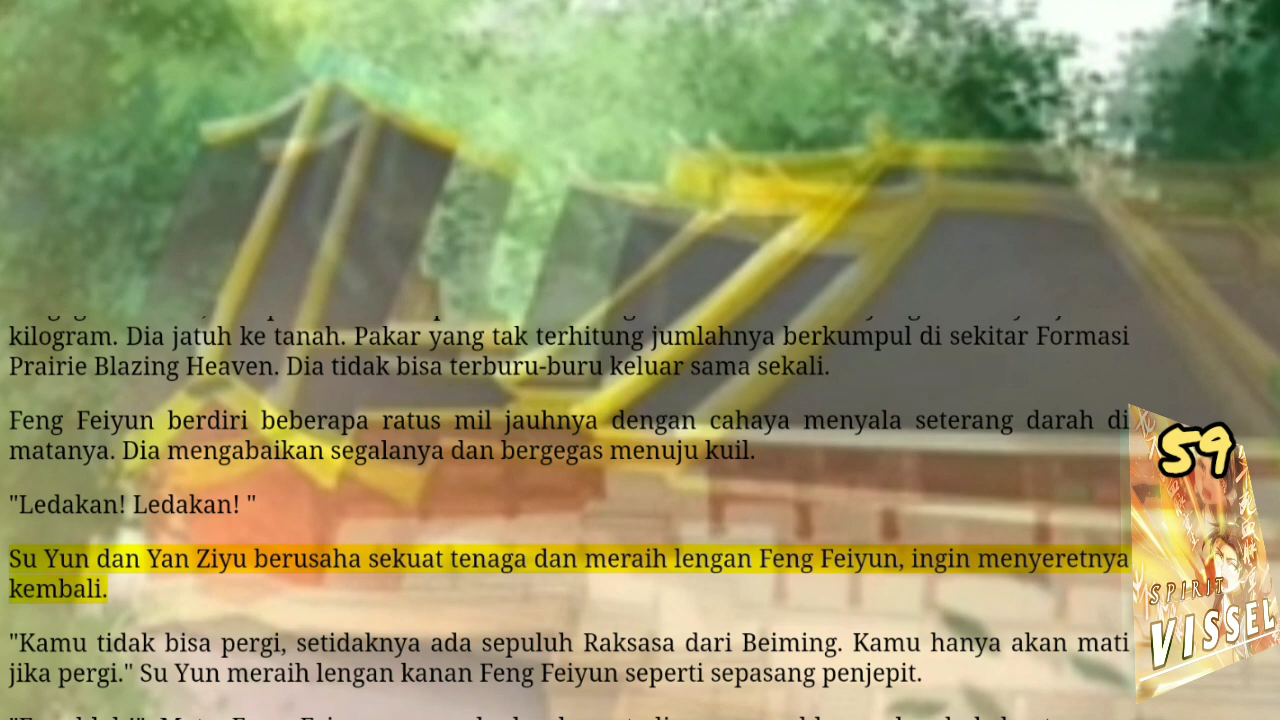 kilogram. Dia jatuh ke tanah. Pakar yang tak terhitung jumlahnya berkumpul di sekitar Formasi
Prairie Blazing Heaven. Dia tidak bisa terburu-buru keluar sama sekali.
Feng Feiyun berdiri beberapa ratus mil jauhnya dengan cahaya menyala seterang darah di
matanya. Dia mengabaikan segalanya dan bergegas menuju kuil.
"Ledakan! Ledakan! "
Su Yun dan Yan Ziyu berusaha sekuat tenaga dan meraih lengan Feng Feiyun, ingin menyeretnya
kembali.
"Kamu tidak bisa pergi, setidaknya ada sepuluh Raksasa dari Beiming. Kamu hanya akan mati
jika pergi." Su Yun meraih lengan kanan Feng Feiyun seperti sepasang penjepit.
59
SPIRIT
VISSEL